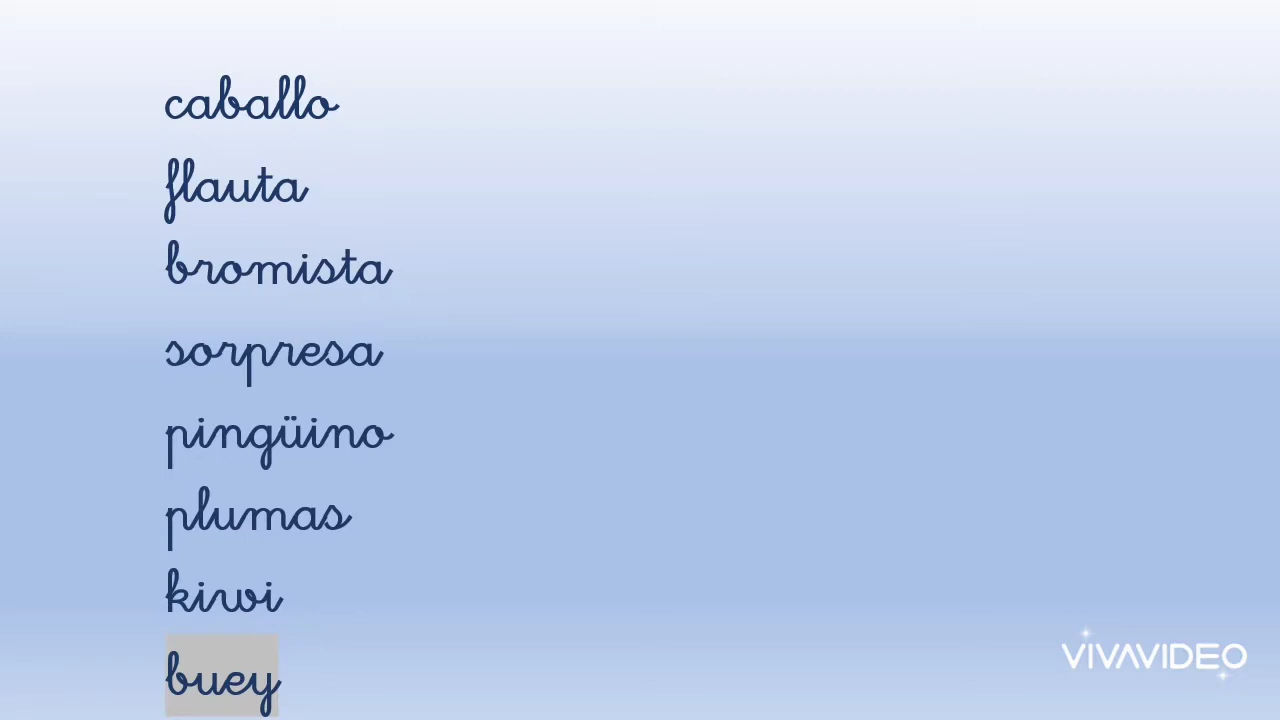 caballo
flauta
bromista
sorpresa
pingüino
plumas
kiwi
buey
VIVAVIDEO